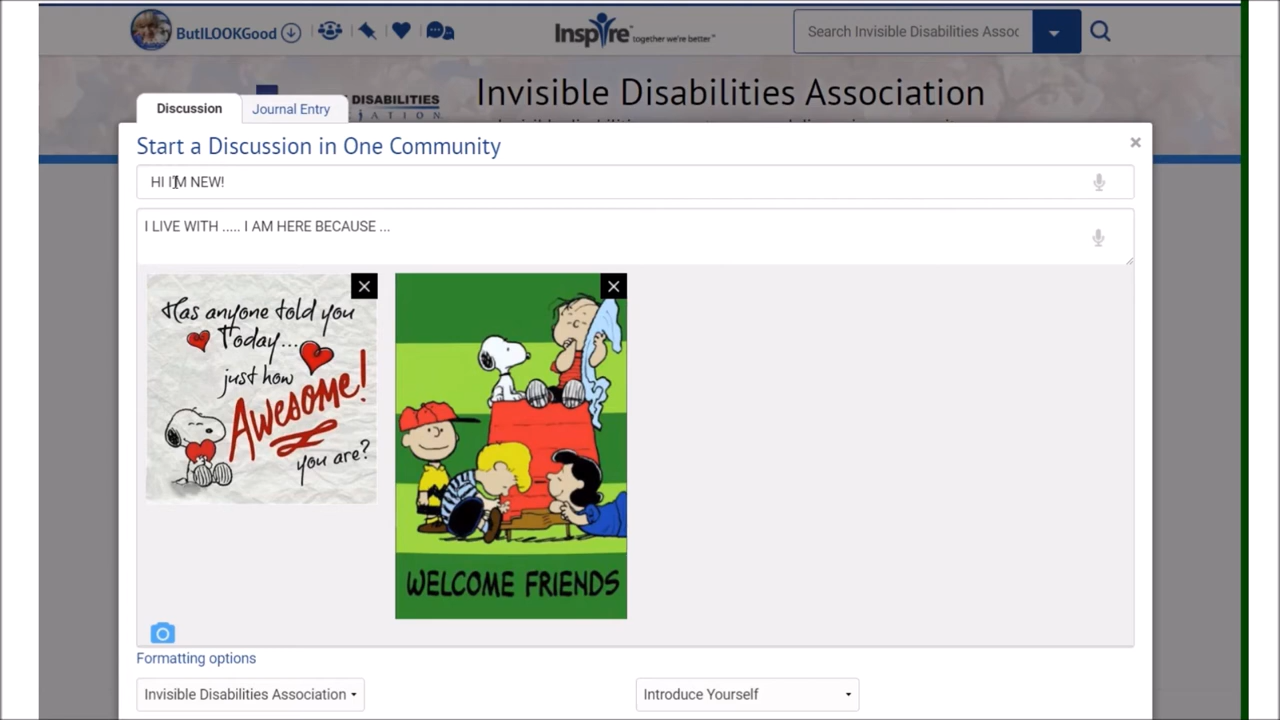 ButILOOKGood
Inspire
together we're better™
Search Invisible Disabilities Assoc
DISABILITIES
Invisible Disabilities Association
Discussion
Journal Entry
Start a Discussion in One Community
HI I'M NEW!
I LIVE WITH ..... I AM HERE BECAUSE ...
Has anyone told you
Today...
just how
Awesome!
you are?
WELCOME FRIENDS
Formatting options
Invisible Disabilities Association
Introduce Yourself